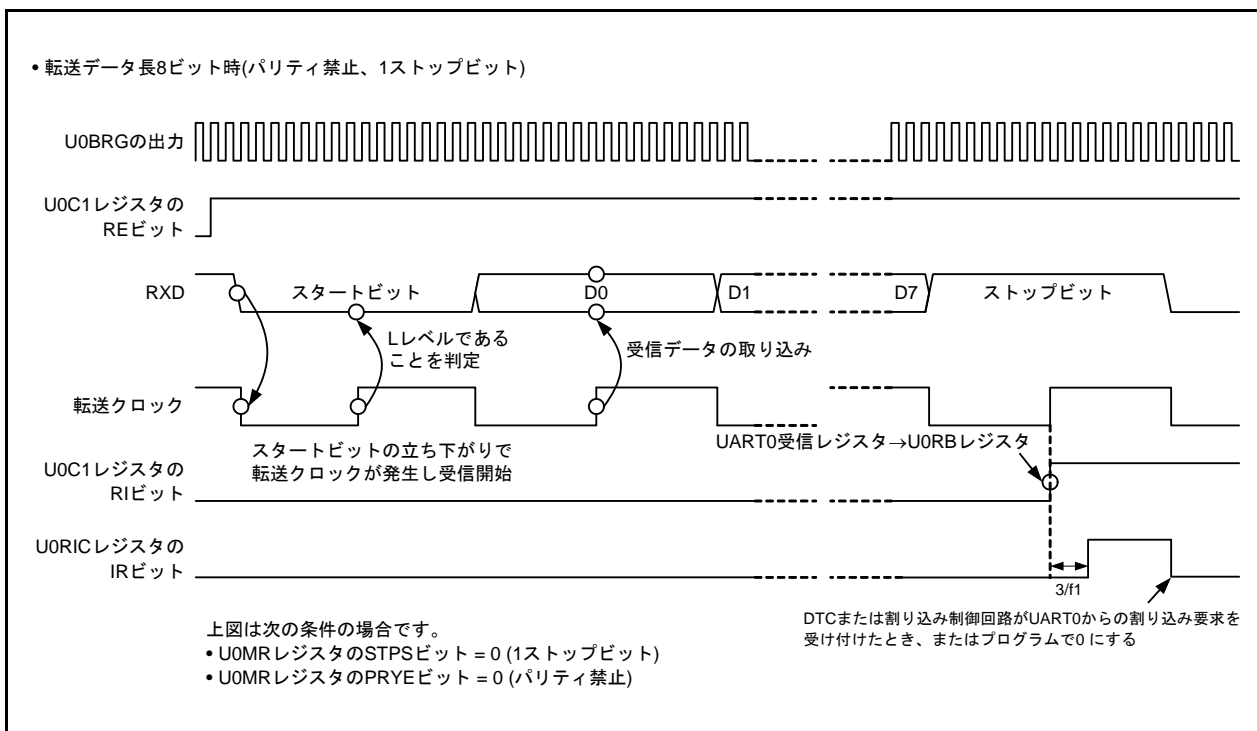 • 転送データ長8ビット時(パリティ禁止、1ストップビット)
U0BRGの出力
U0C1レジスタの
REビット
RXD
スタートビット
D0
D1
D7
ストップビット
Lレベルである
ことを判定
受信データの取り込み
転送クロック
スタートビットの立ち下がりで
転送クロックが発生し受信開始
UART0受信レジスタ→U0RBレジスタ
U0C1レジスタの
RIビット
U0RICレジスタの
IRビット
3/f1
DTCまたは割り込み制御回路がUART0からの割り込み要求を
受け付けたとき、またはプログラムで0 にする
上図は次の条件の場合です。
• U0MRレジスタのSTPSビット = 0 (1ストップビット)
• U0MRレジスタのPRYEビット = 0 (パリティ禁止)